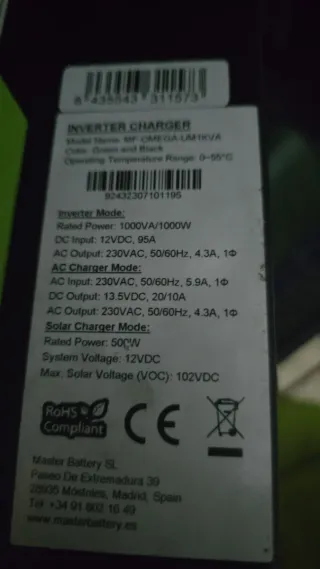 8 435543 311573
INVERTER CHARGER
Model Name: MF-OMEGA-UM1KVA
Color: Green and Black
Operating Temperature Range: 0~55°C
92432307101195
Inverter Mode:
Rated Power: 1000VA/1000W
DC Input: 12VDC, 95A
AC Output: 230VAC, 50/60Hz, 4.3A, 1Φ
AC Charger Mode:
AC Input: 230VAC, 50/60Hz, 5.9A, 1Φ
DC Output: 13.5VDC, 20/10A
AC Output: 230VAC, 50/60Hz, 4.3A, 1Φ
Solar Charger Mode:
Rated Power: 500W
System Voltage: 12VDC
Max. Solar Voltage (VOC): 102VDC
RoHS
Compliant
CE
Master Battery SL
Paseo De Extremadura 39
28935 Móstoles, Madrid, Spain
Tel +34 91 802 16 49
www.masterbattery.es